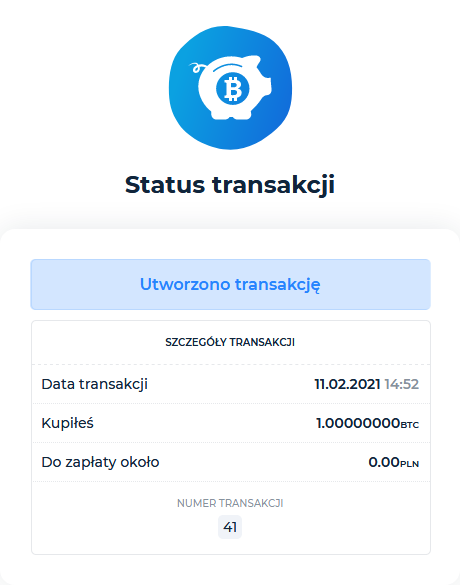 Status transakcji
Utworzono transakcję
SZCZEGÓŁY TRANSAKCJI
Data transakcji 11.02.2021 14:52
Kupiłeś 1.00000000BTC
Do zapłaty około 0.00PLN
NUMER TRANSAKCJI
41